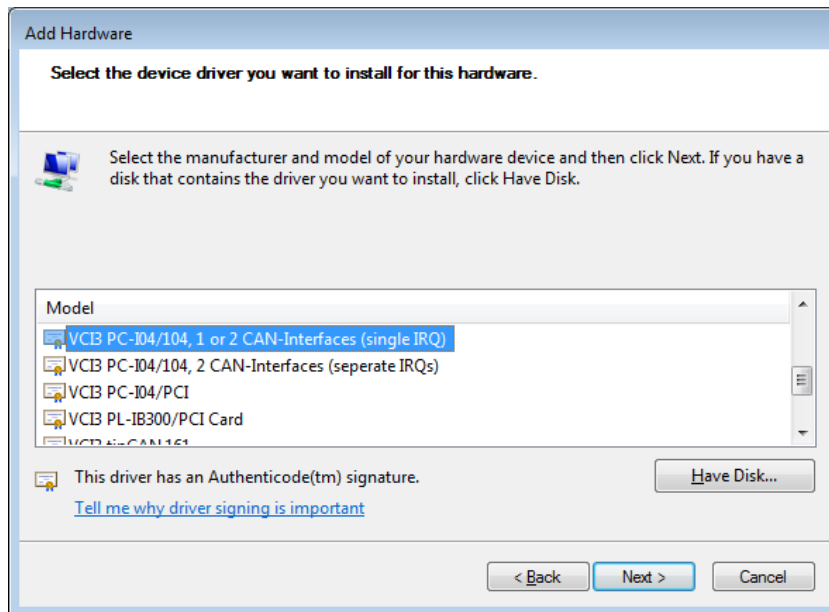 Add Hardware
Select the device driver you want to install for this hardware.
Select the manufacturer and model of your hardware device and then click Next. If you have a
disk that contains the driver you want to install, click Have Disk.
Model
VCI3 PC-I04/104, 1 or 2 CAN-Interfaces (single IRQ)
VCI3 PC-I04/104, 2 CAN-Interfaces (seperate IRQs)
VCI3 PC-I04/PCI
VCI3 PL-IB300/PCI Card
VCI3 tinCAN 161
This driver has an Authenticode(tm) signature.
Have Disk...
Tell me why driver signing is important
< Back
Next >
Cancel